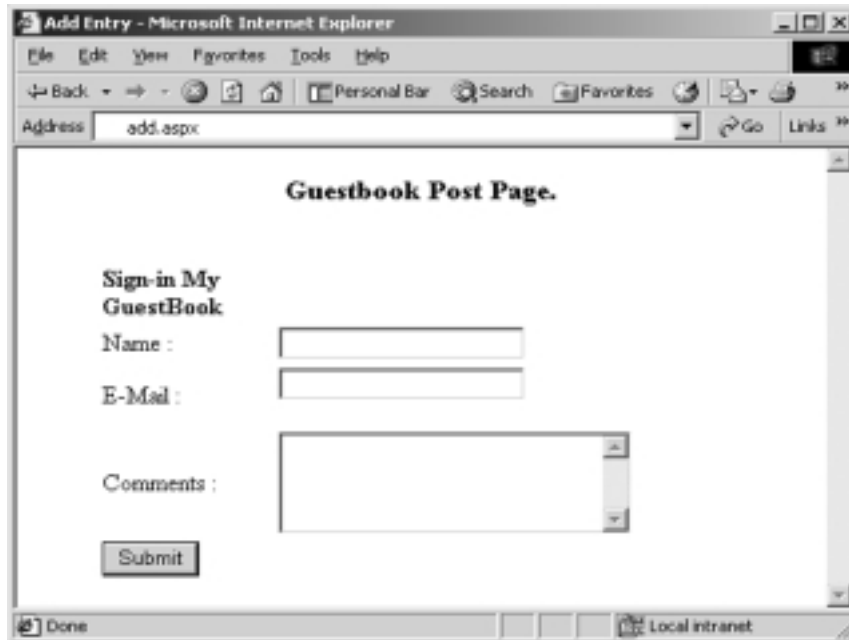 Add Entry - Microsoft Internet Explorer
File Edit View Favorites Tools Help
Back Personal Bar Search Favorites
Address add.aspx Go Links
Guestbook Post Page.
Sign-in My
GuestBook
Name :
E-Mail :
Comments :
Submit
Done Local intranet